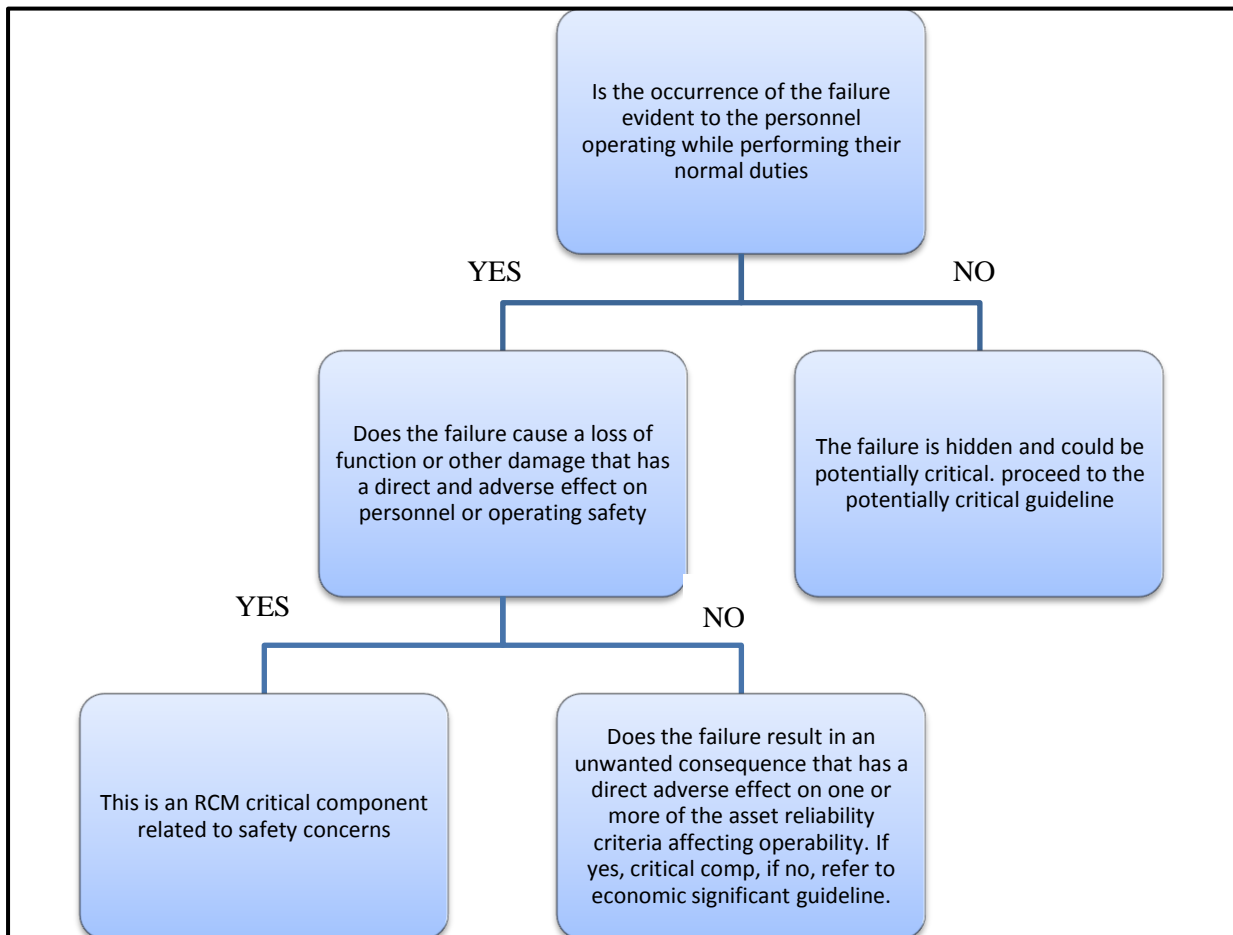 Is the occurrence of the failure
evident to the personnel
operating while performing their
normal duties
YES
NO
Does the failure cause a loss of
function or other damage that has
a direct and adverse effect on
personnel or operating safety
The failure is hidden and could be
potentially critical. proceed to the
potentially critical guideline
YES
NO
This is an RCM critical component
related to safety concerns
Does the failure result in an
unwanted consequence that has a
direct adverse effect on one or
more of the asset reliability
criteria affecting operability. If
yes, critical comp, if no, refer to
economic significant guideline.